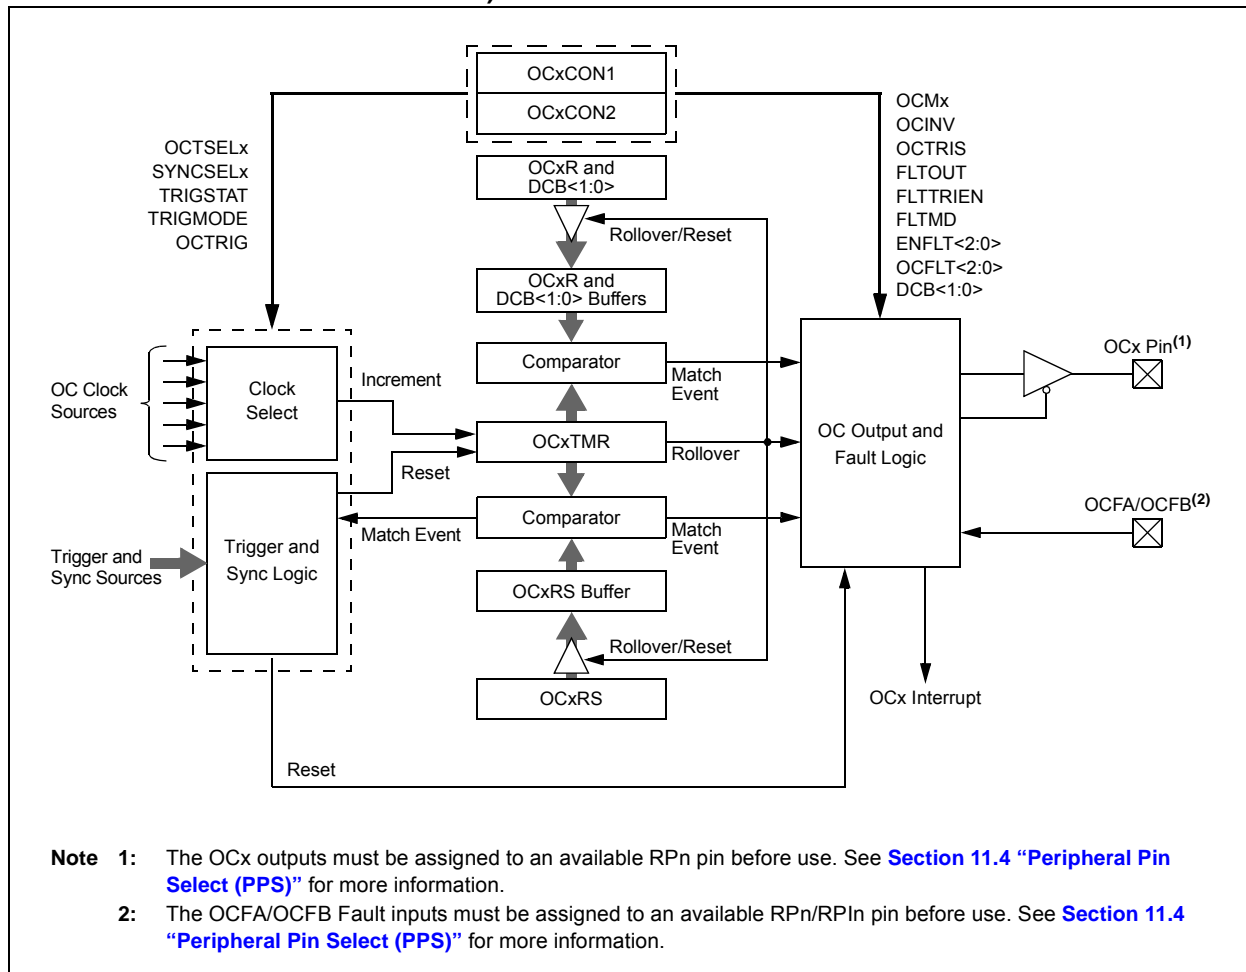 OCxCON1
OCxCON2
OCMx
OCINV
OCTRIS
FLTOUT
FLTTRIEN
FLTMD
ENFLT<2:0>
OCFLT<2:0>
DCB<1:0>
OCTSELx
SYNCSELx
TRIGSTAT
TRIGMODE
OCTRIG
OCxR and
DCB<1:0>
Rollover/Reset
OCxR and
DCB<1:0> Buffers
Comparator
Match
Event
OCx Pin(1)
OC Clock
Sources
Clock
Select
Increment
OCxTMR
Rollover
Reset
OC Output and
Fault Logic
Comparator
Match Event
Match
Event
OCFA/OCFB(2)
Trigger and
Sync Sources
Trigger and
Sync Logic
OCxRS Buffer
Rollover/Reset
OCxRS
OCx Interrupt
Reset
Note 1: The OCx outputs must be assigned to an available RPn pin before use. See Section 11.4 “Peripheral Pin
Select (PPS)” for more information.
2: The OCFA/OCFB Fault inputs must be assigned to an available RPn/RPIn pin before use. See Section 11.4
“Peripheral Pin Select (PPS)” for more information.